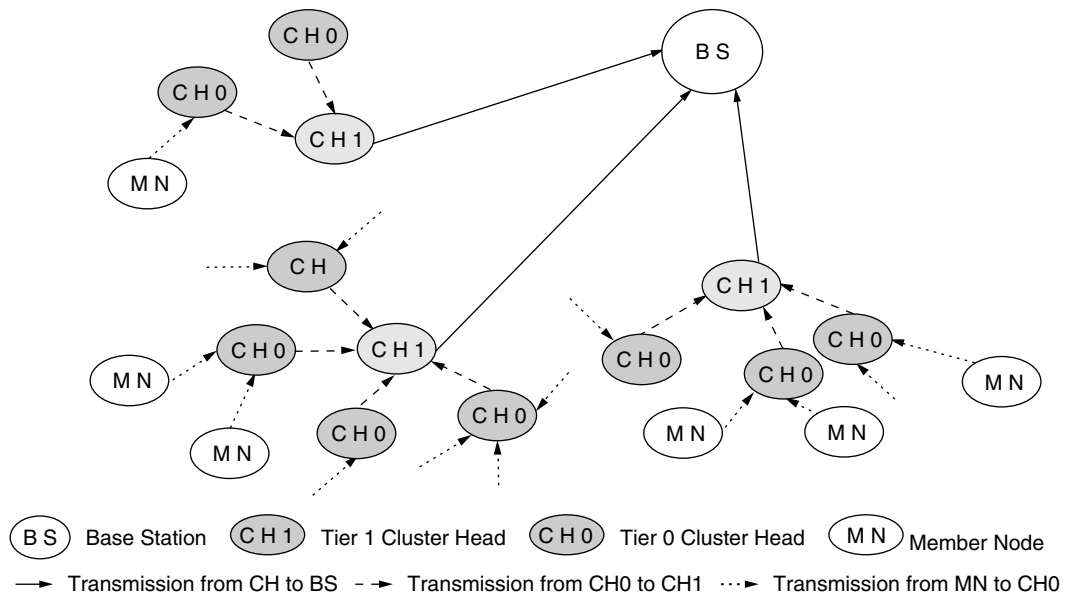 CH0
BS
CH0
CH1
MN
CH
CH1
CH0
CH1
CH0
CH0
MN
CH0
MN
CH0
CH0
MN
CH0
MN
MN
BS Base Station CH1 Tier 1 Cluster Head CH0 Tier 0 Cluster Head MN Member Node
Transmission from CH to BS Transmission from CH0 to CH1 Transmission from MN to CH0